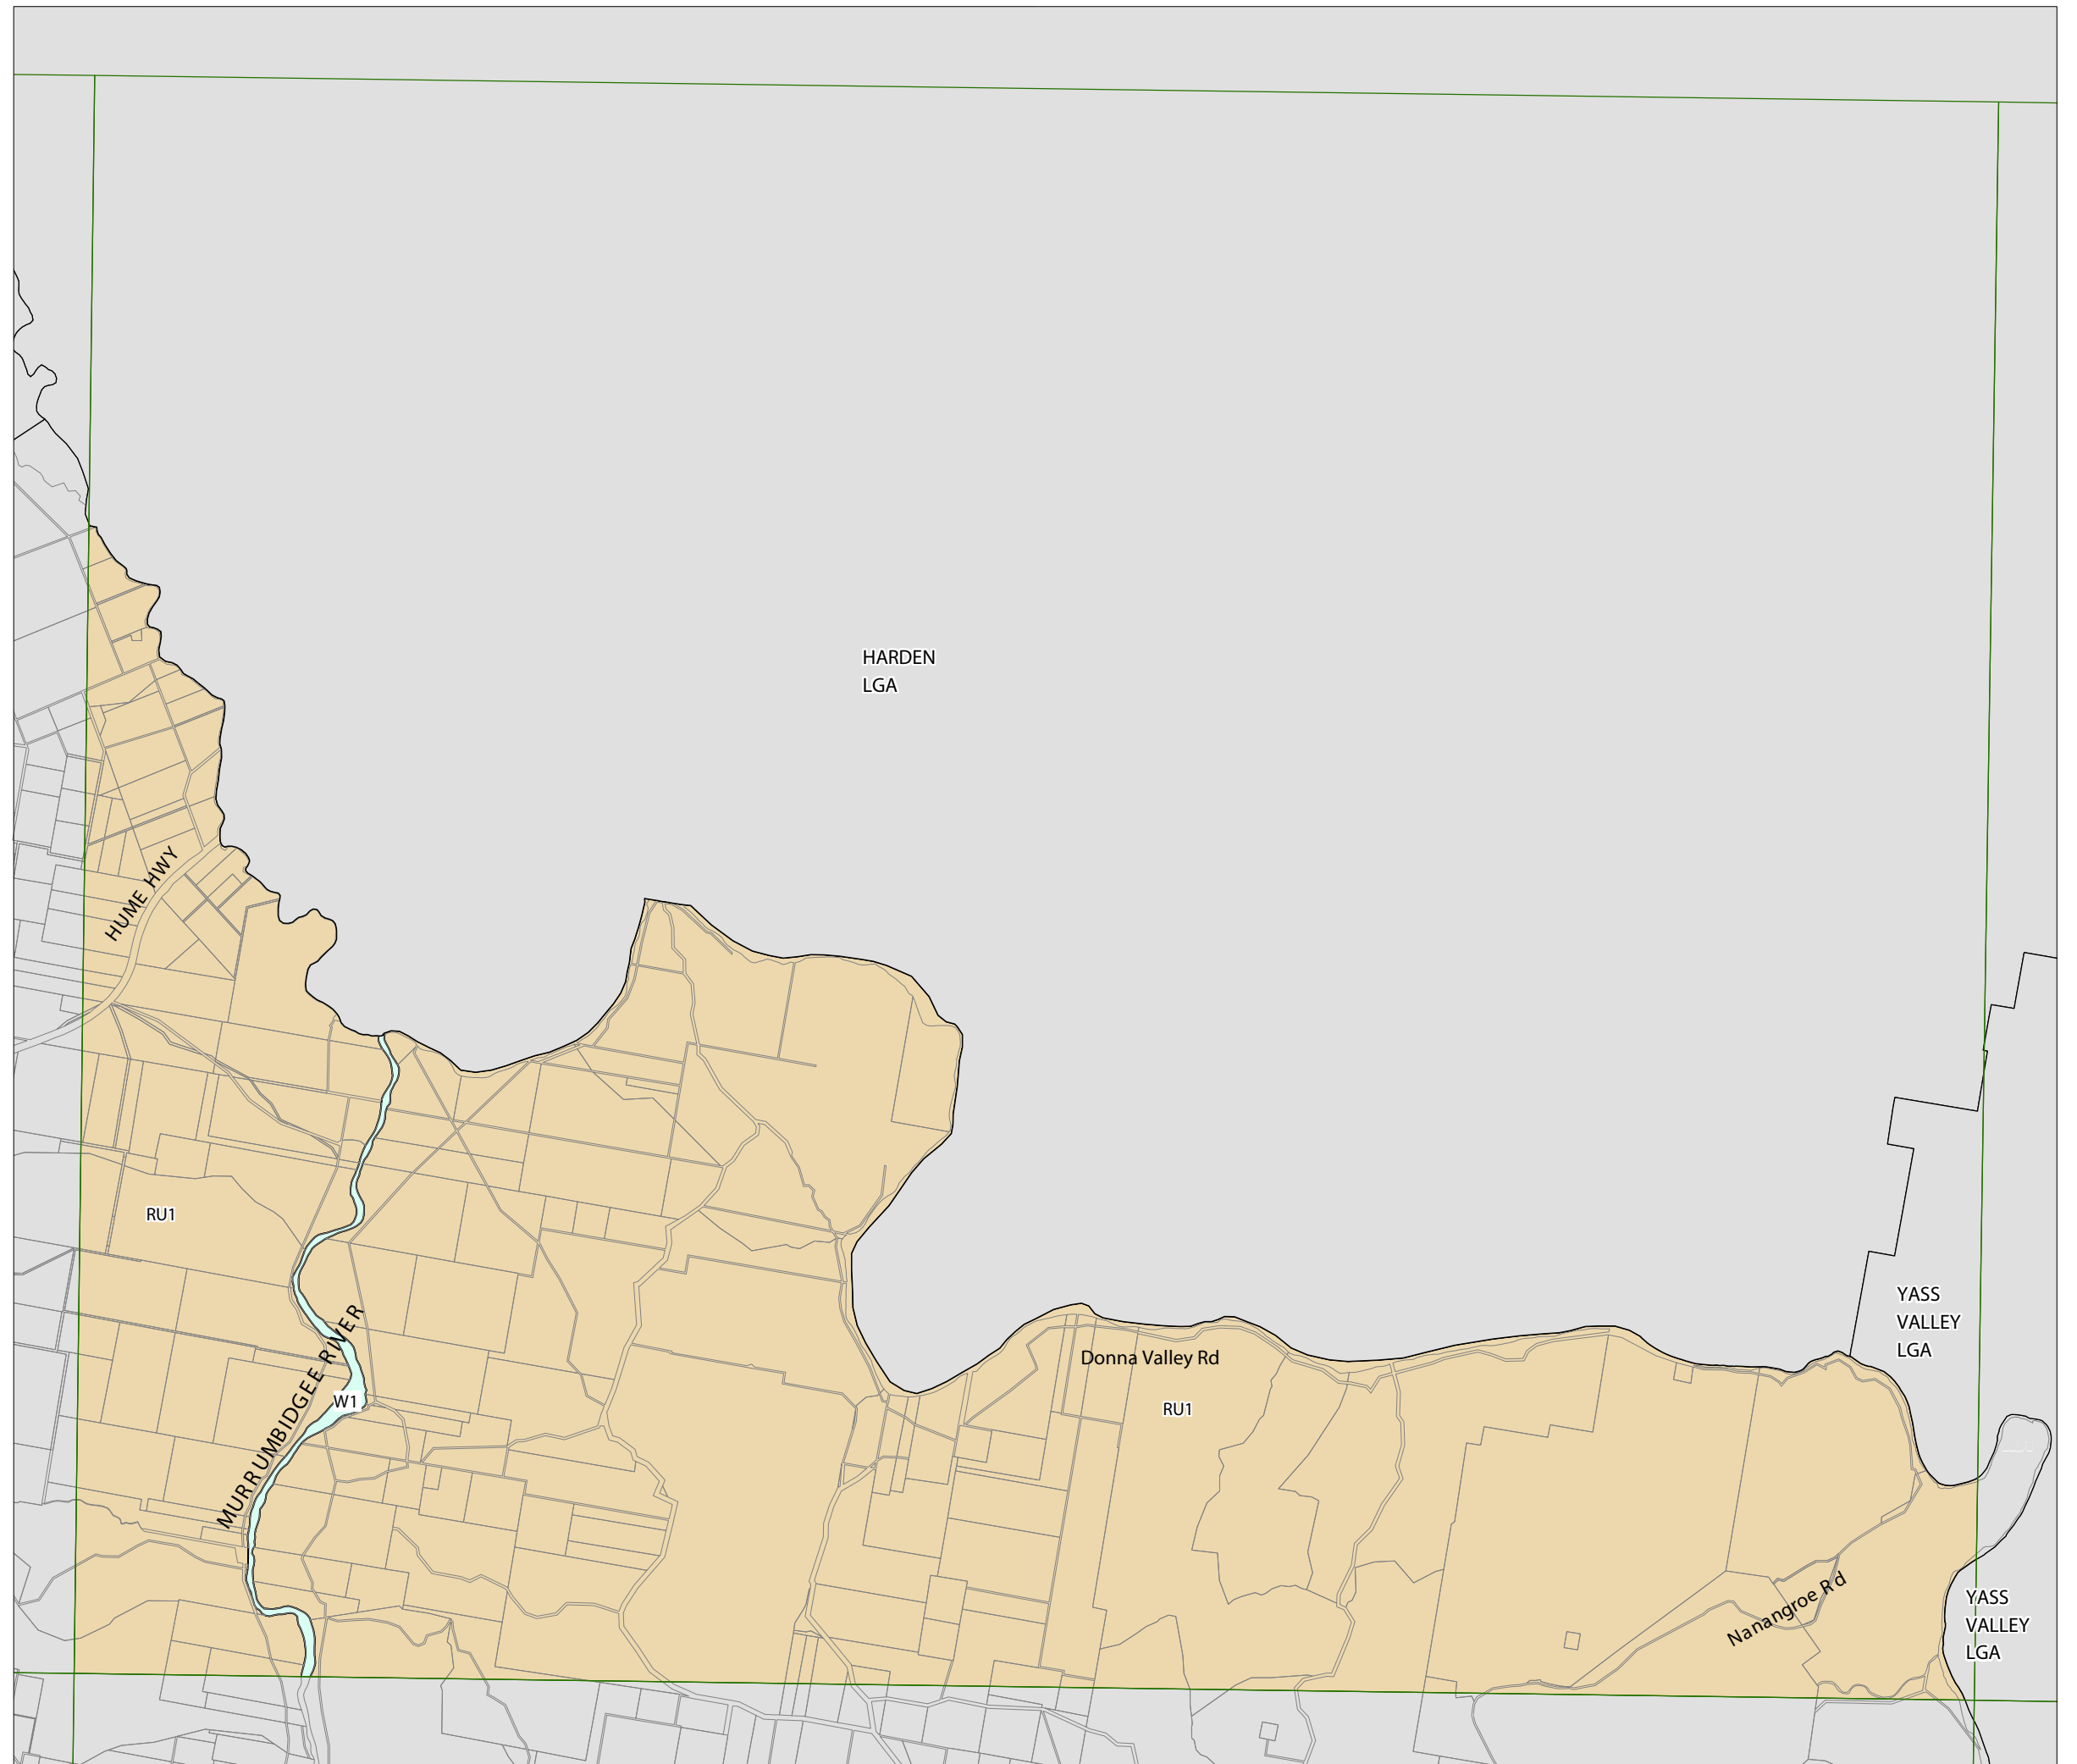 HARDEN
LGA
HUME HWY
RU1
YASS
VALLEY
LGA
MURRUMBIDGEE RIVER
Donna Valley Rd
W1
RU1
Nanangroe Rd
YASS
VALLEY
LGA